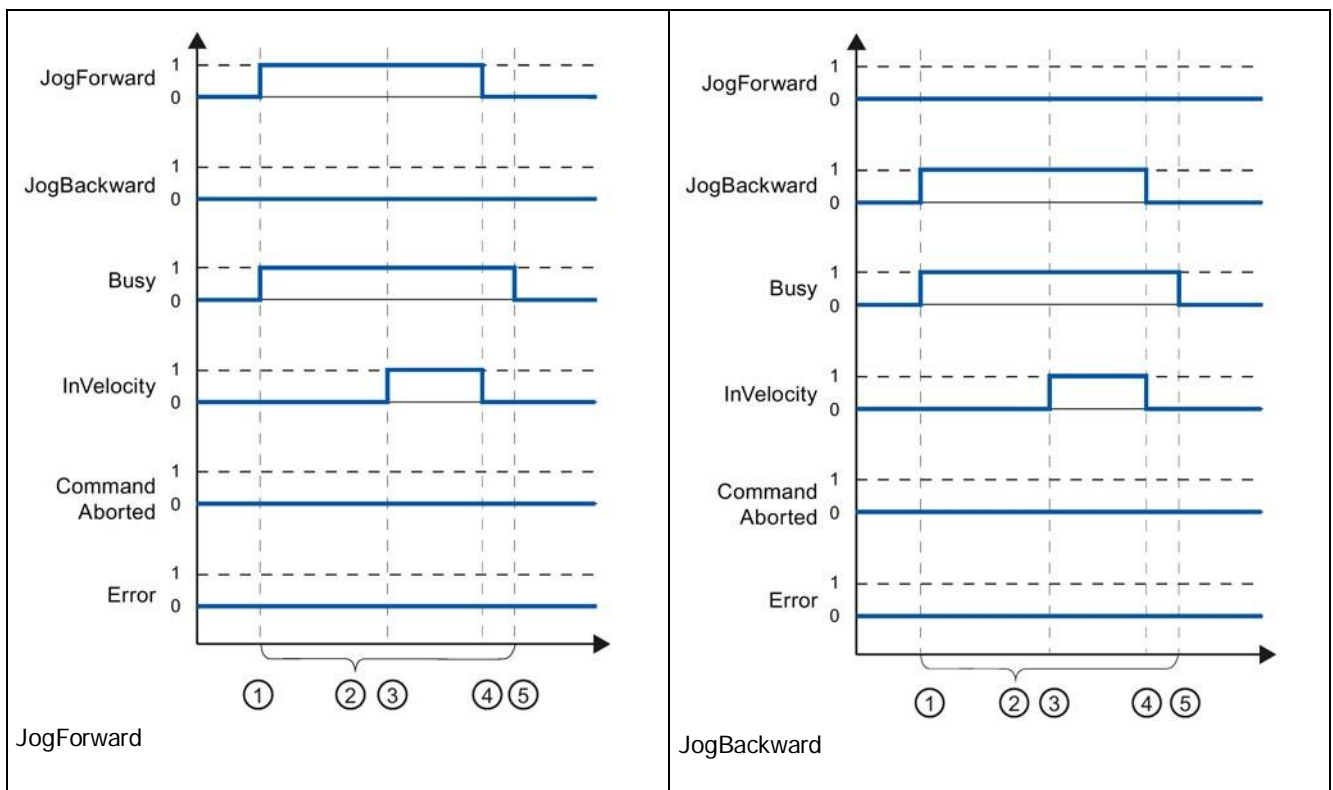 JogForward
1
0
JogBackward
1
0
Busy
1
0
InVelocity
1
0
Command
Aborted
1
0
Error
1
0
① ② ③ ④ ⑤
JogForward
JogForward
1
0
JogBackward
1
0
Busy
1
0
InVelocity
1
0
Command
Aborted
1
0
Error
1
0
① ② ③ ④ ⑤
JogBackward